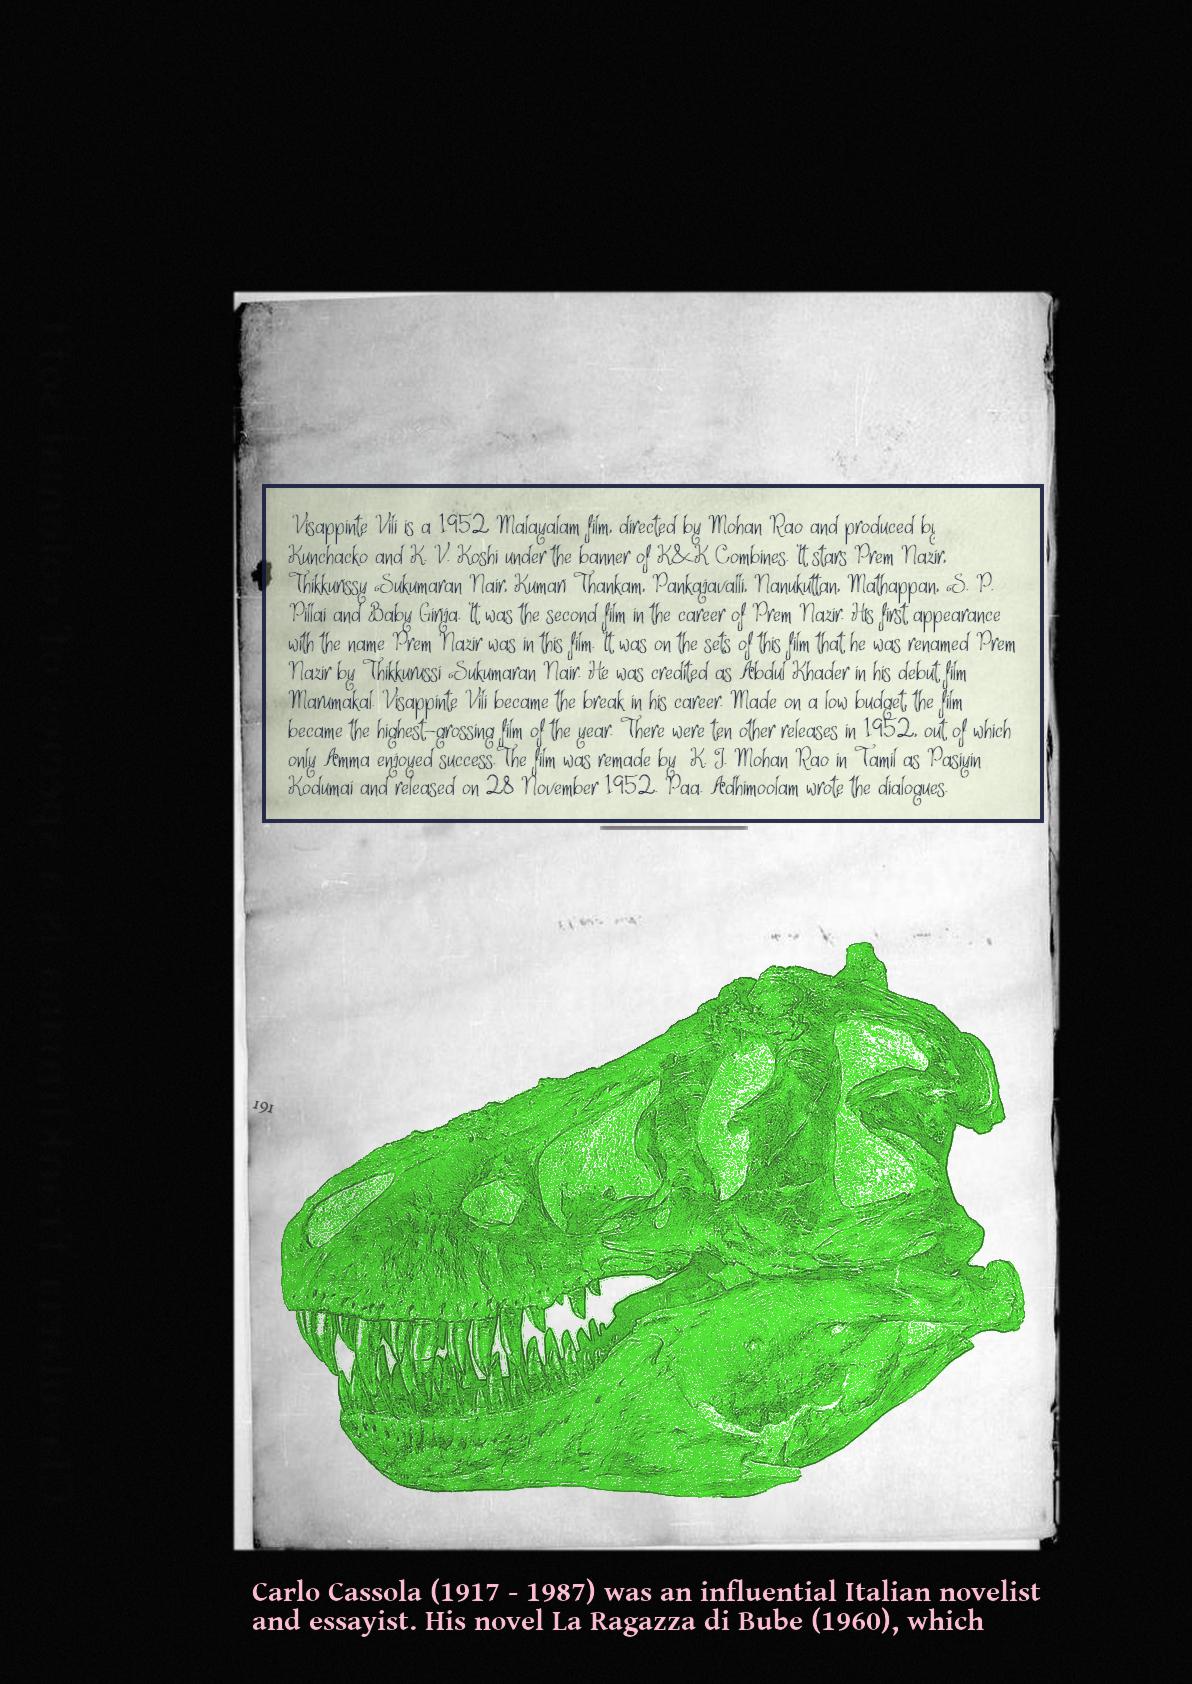 Visappinte Vili is a 1952 Malayalam film, directed by Mohan Rao and produced by
Kunchacko and K. V. Koshi under the banner of K&K Combines. It stars Prem Nazir,
Thikkurissy Sukumaran Nair, Kumari Thankam, Pankajavalli, Nanukuttan, Mathappan, S. P.
Pillai and Baby Girija. It was the second film in the career of Prem Nazir. His first appearance
with the name Prem Nazir was in this film. It was on the sets of this film that he was renamed Prem
Nazir by Thikkurussi Sukumaran Nair. He was credited as Abdul Khader in his debut film
Marumakal. Visappinte Vili became the break in his career. Made on a low budget, the film
became the highest-grossing film of the year. There were ten other releases in 1952, out of which
only Amma enjoyed success. The film was remade by K. J. Mohan Rao in Tamil as Pasiyin
Kodumai and released on 28 November 1952. Paa. Adhimoolam wrote the dialogues.
191
Carlo Cassola (1917 - 1987) was an influential Italian novelist
and essayist. His novel La Ragazza di Bube (1960), which